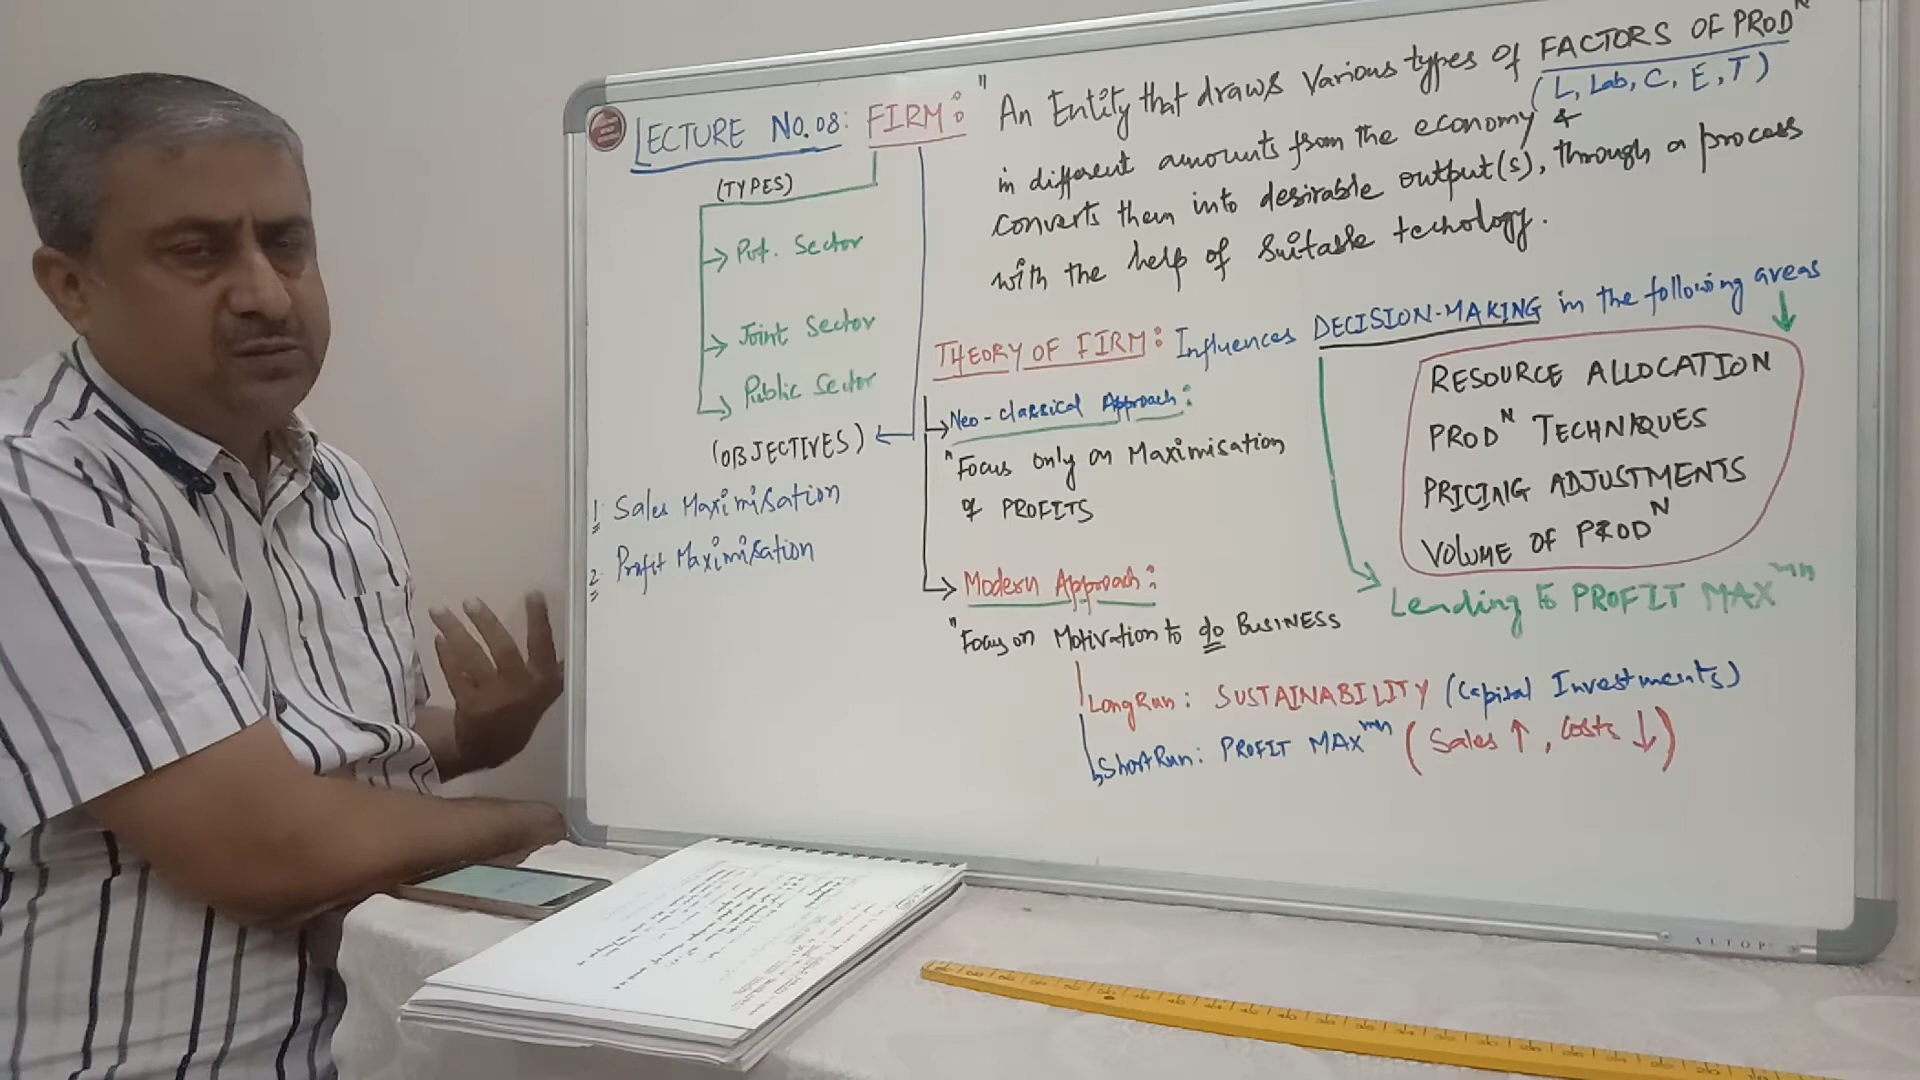 LECTURE NO. 08: FIRM:
" An Entity that draws various types of FACTORS OF PRODᴺ
(L, Lab, C, E, T)
in different amounts from the economy &
converts them into desirable output(s), through a process
with the help of suitable techology.
(TYPES)
Pvt. Sector
Joint Sector
Public Sector
(OBJECTIVES)
1. Sales Maximisation
2. Profit Maximisation
THEORY OF FIRM: Influences DECISION-MAKING in the following areas
RESOURCE ALLOCATION
PRODᴺ TECHNIQUES
PRICING ADJUSTMENTS
VOLUME OF PRODᴺ
Leading to PROFIT MAXᵐⁿ
Neo-classical Approach:
"Focus only on Maximisation
of PROFITS
Modern Approach:
"Focus on Motivation to do BUSINESS
Long Run: SUSTAINABILITY (Capital Investments)
Short Run: PROFIT MAXᵐⁿ (Sales ↑, Costs ↓)
ALTOP